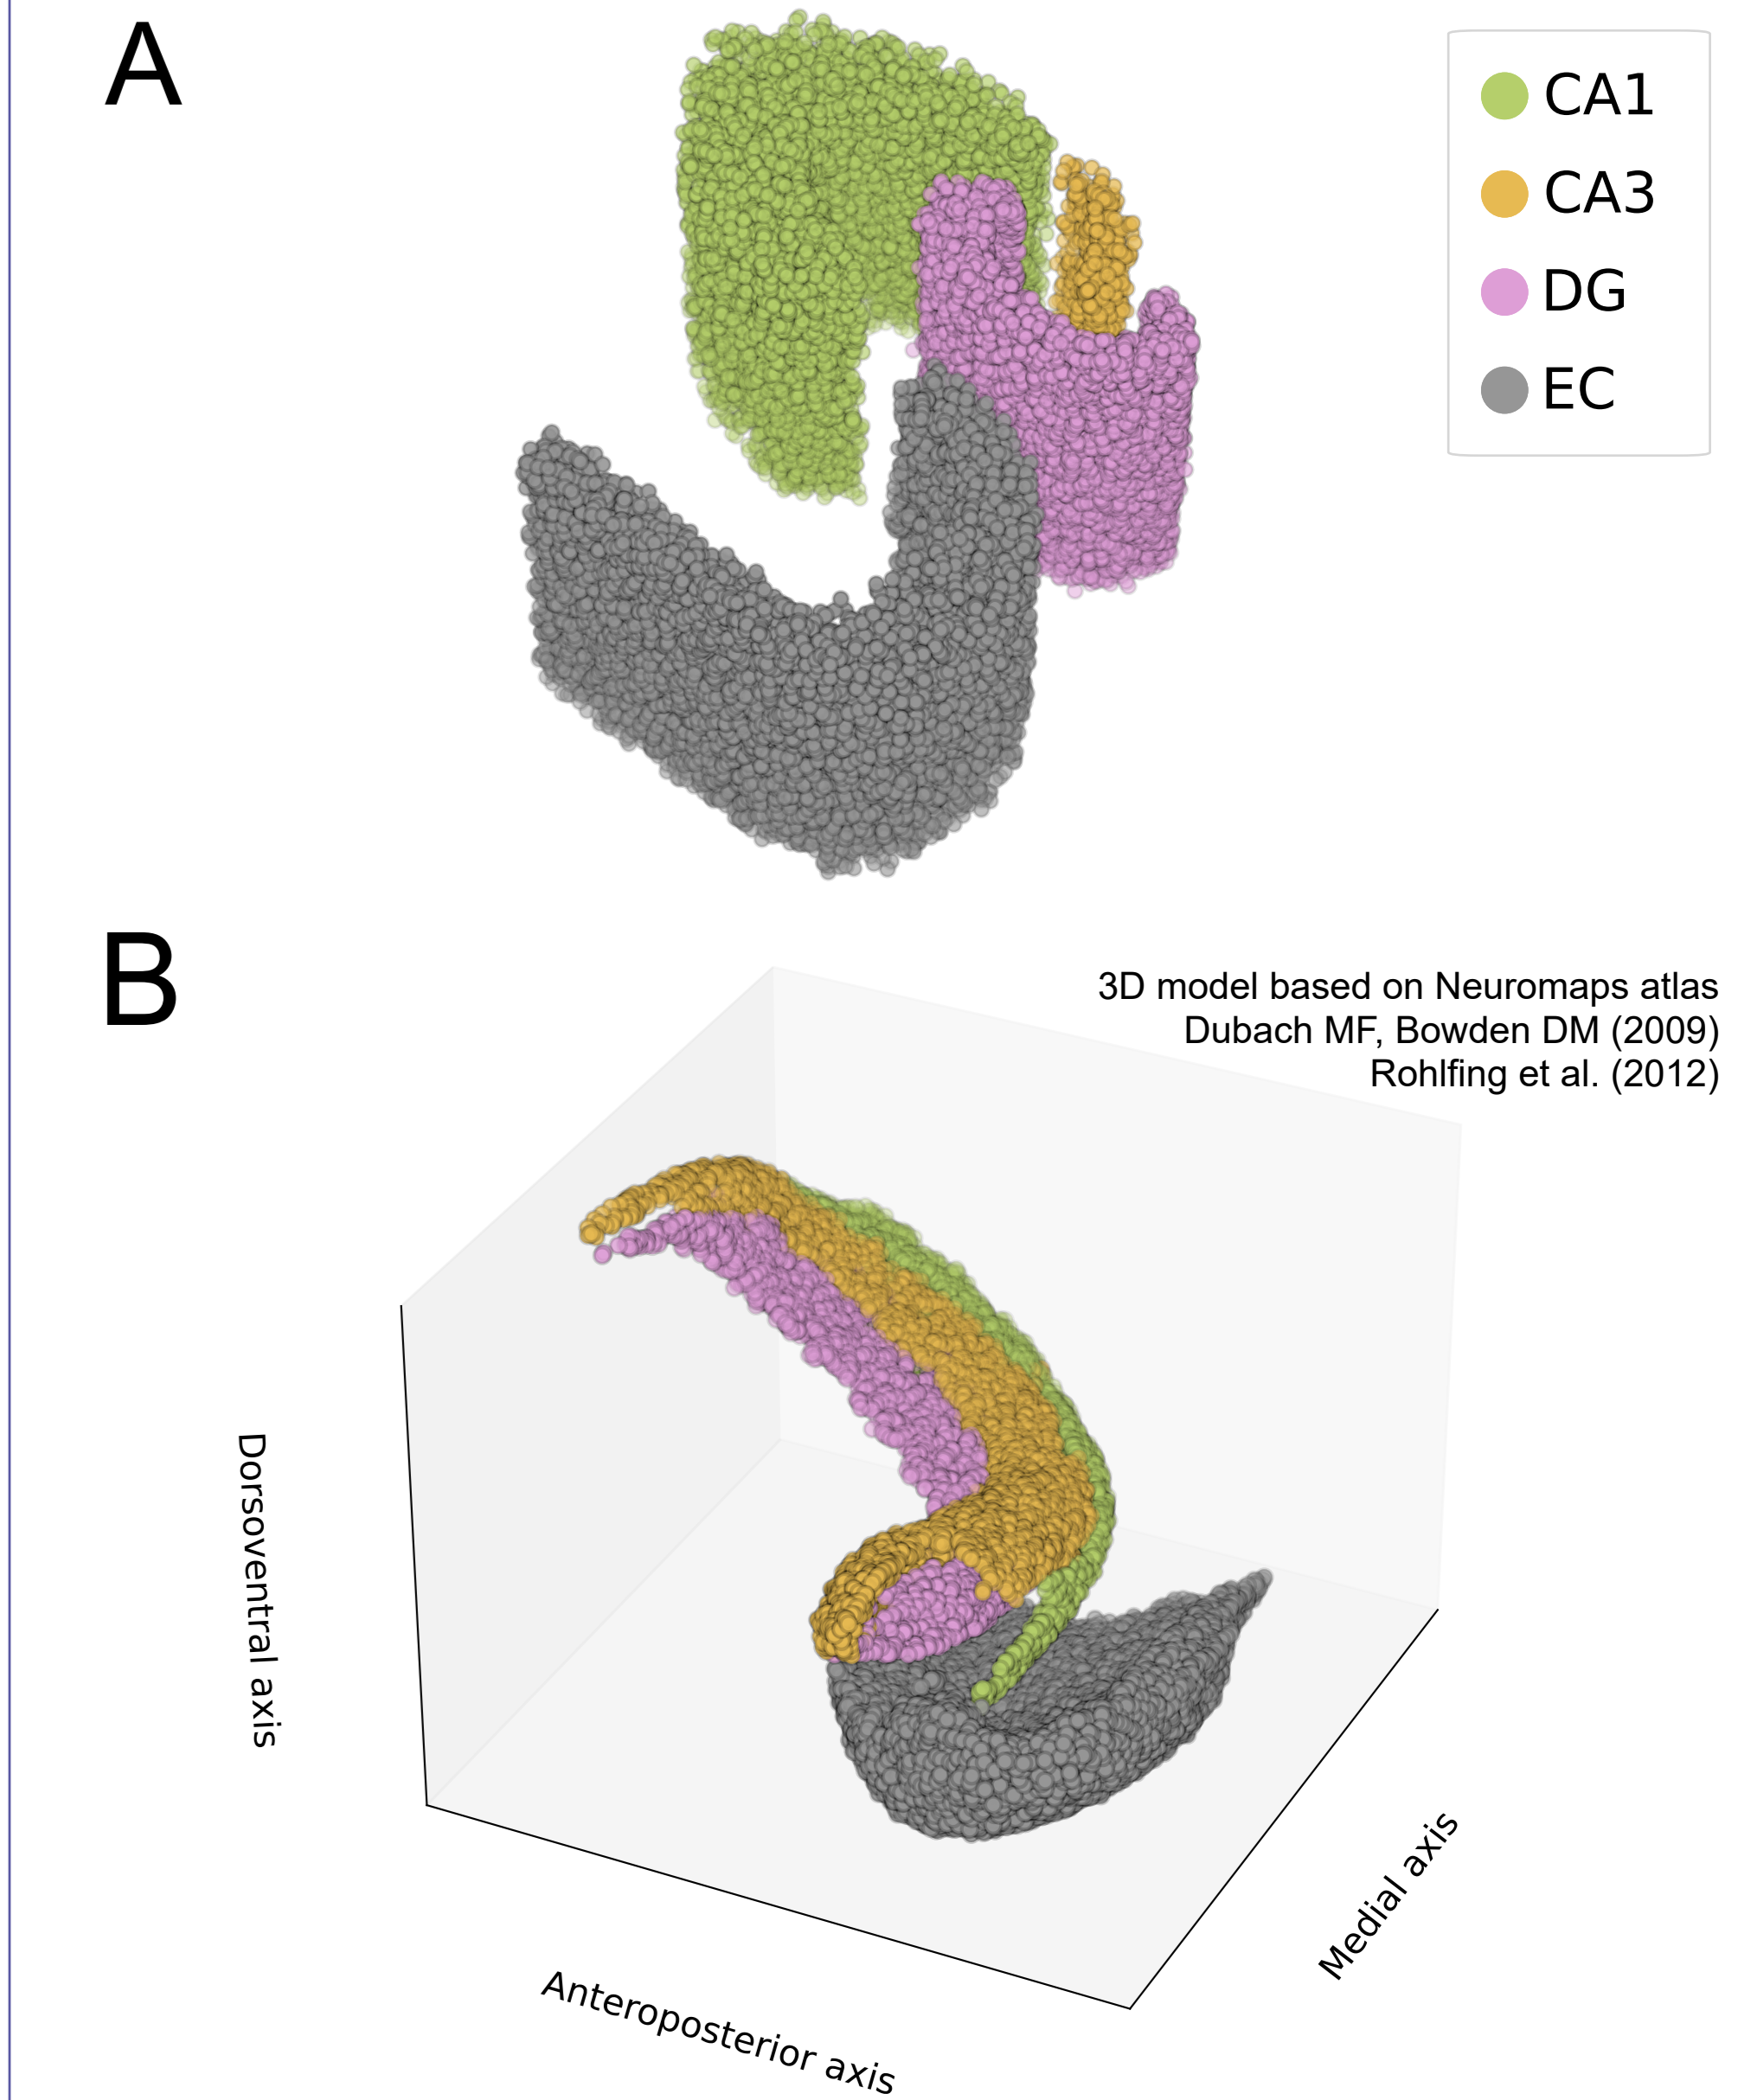 A
CA1
CA3
DG
EC
B
3D model based on Neuromaps atlas
Dubach MF, Bowden DM (2009)
Rohlfing et al. (2012)
Dorsoventral axis
Medial axis
Anteroposterior axis